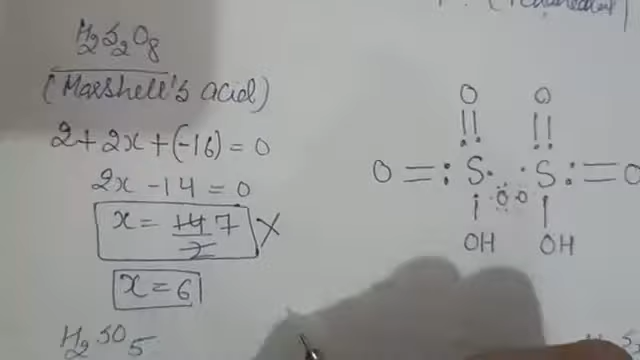 H2S2O8
(Marshell's acid)
2+2x+(-16)=0
2x-14=0
x=14/2 7 X
x=6
H2SO5
O O
O = S O O S = O
OH OH